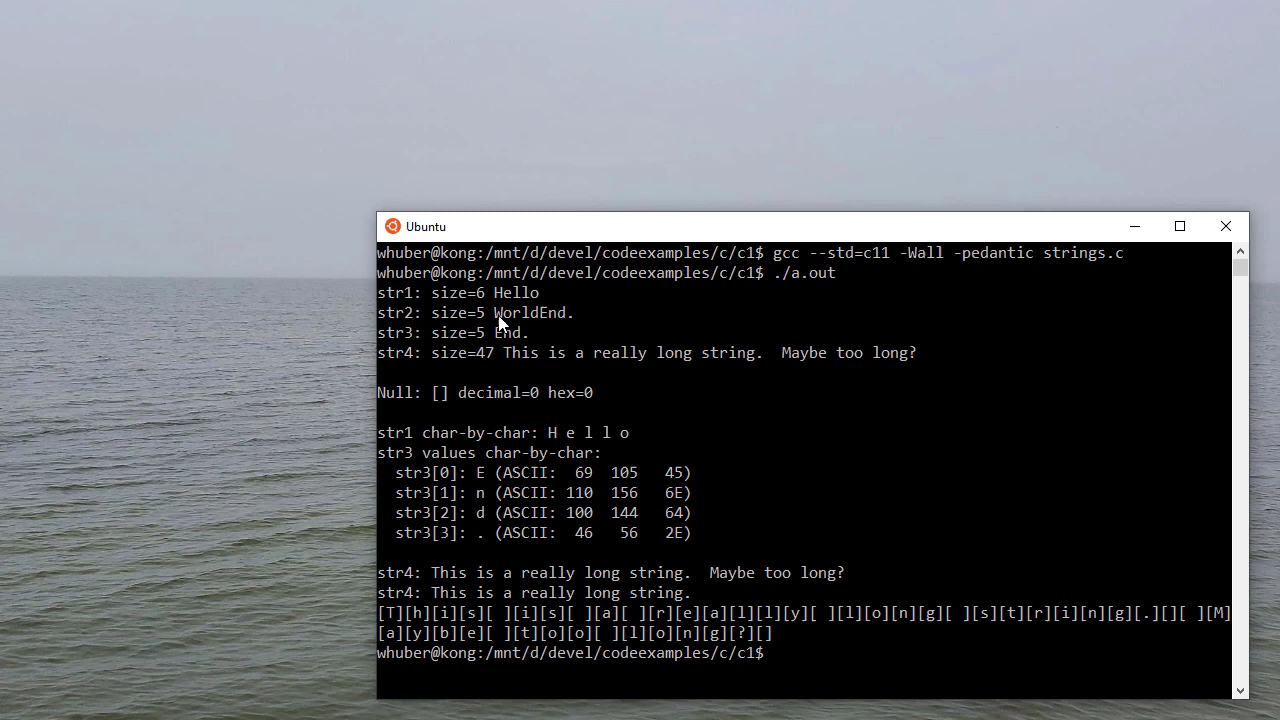 Ubuntu
whuber@kong:/mnt/d/devel/codeexamples/c/c1$ gcc --std=c11 -Wall -pedantic strings.c
whuber@kong:/mnt/d/devel/codeexamples/c/c1$ ./a.out
str1: size=6 Hello
str2: size=5 WorldEnd.
str3: size=5 End.
str4: size=47 This is a really long string.  Maybe too long?
Null: [] decimal=0 hex=0
str1 char-by-char: H e l l o
str3 values char-by-char:
  str3[0]: E (ASCII:  69  105   45)
  str3[1]: n (ASCII: 110  156   6E)
  str3[2]: d (ASCII: 100  144   64)
  str3[3]: . (ASCII:  46   56   2E)
str4: This is a really long string.  Maybe too long?
str4: This is a really long string.
[T][h][i][s][ ][i][s][ ][a][ ][r][e][a][l][l][y][ ][l][o][n][g][ ][s][t][r][i][n][g][.][][ ][M]
[a][y][b][e][ ][t][o][o][ ][l][o][n][g][?][]
whuber@kong:/mnt/d/devel/codeexamples/c/c1$